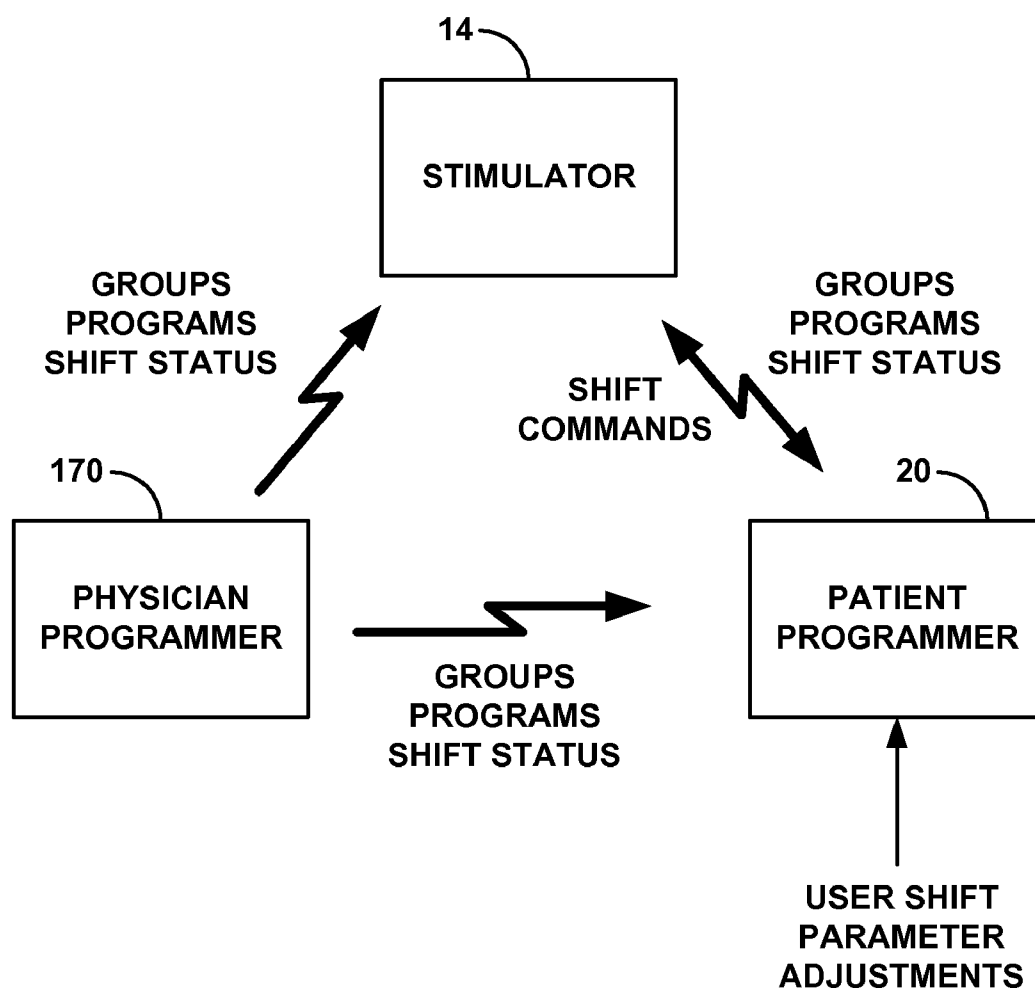 14
STIMULATOR
GROUPS
PROGRAMS
SHIFT STATUS
GROUPS
PROGRAMS
SHIFT STATUS
SHIFT
COMMANDS
170
PHYSICIAN
PROGRAMMER
20
PATIENT
PROGRAMMER
GROUPS
PROGRAMS
SHIFT STATUS
USER SHIFT
PARAMETER
ADJUSTMENTS